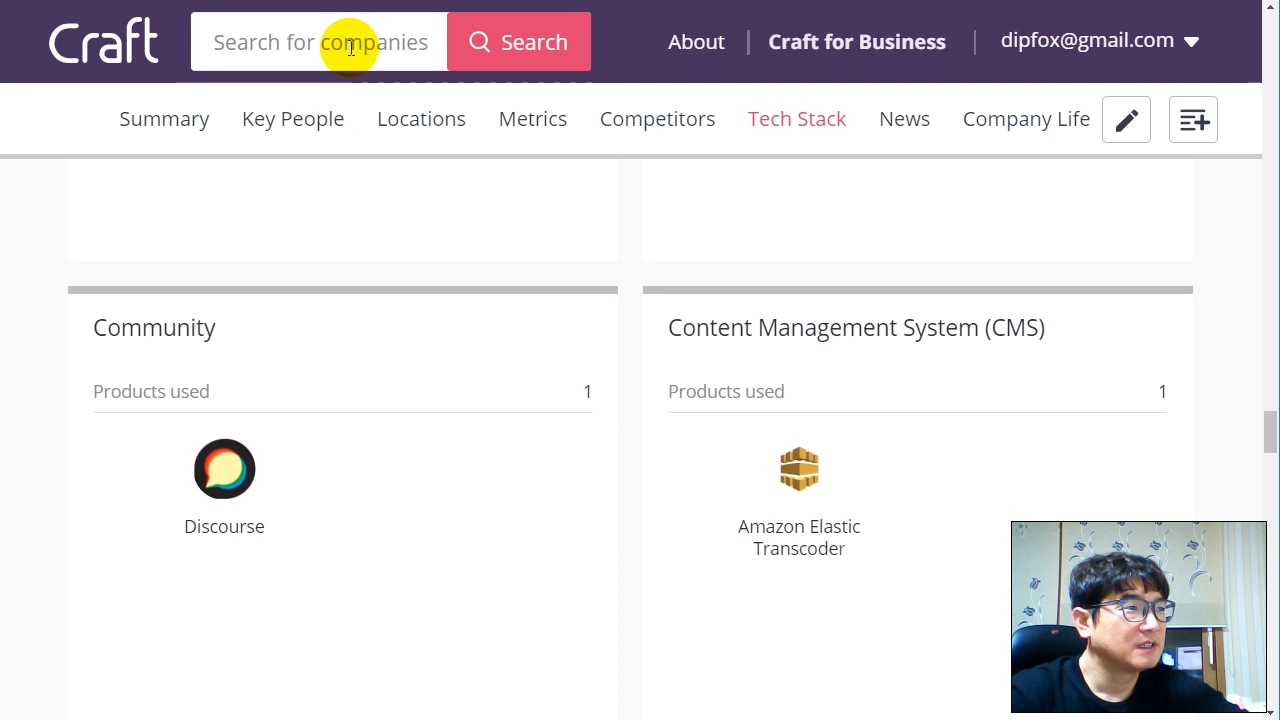 Craft
Search for companies
Search
About
Craft for Business
dipfox@gmail.com
Summary
Key People
Locations
Metrics
Competitors
Tech Stack
News
Company Life
Community
Products used 1
Discourse
Content Management System (CMS)
Products used 1
Amazon Elastic
Transcoder